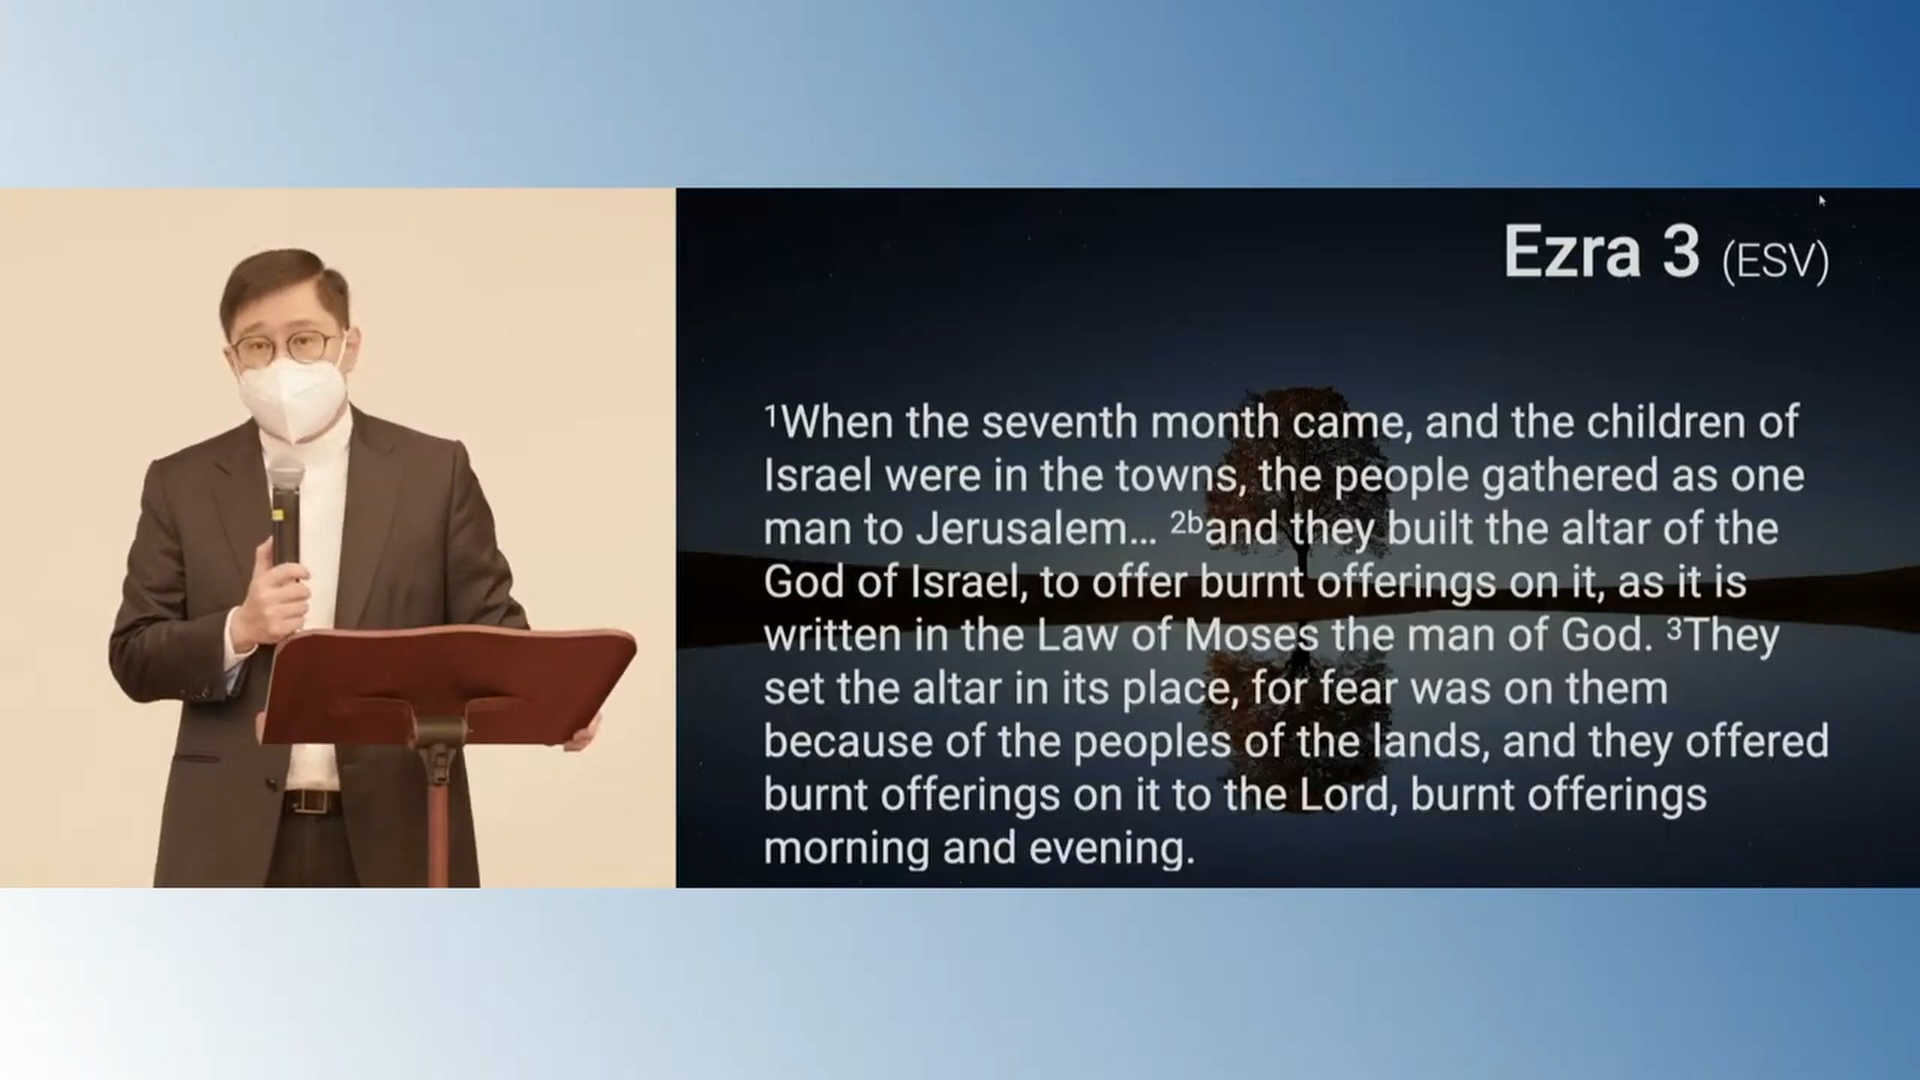 Ezra 3 (ESV)
¹When the seventh month came, and the children of
Israel were in the towns, the people gathered as one
man to Jerusalem... ²ᵇand they built the altar of the
God of Israel, to offer burnt offerings on it, as it is
written in the Law of Moses the man of God. ³They
set the altar in its place, for fear was on them
because of the peoples of the lands, and they offered
burnt offerings on it to the Lord, burnt offerings
morning and evening.